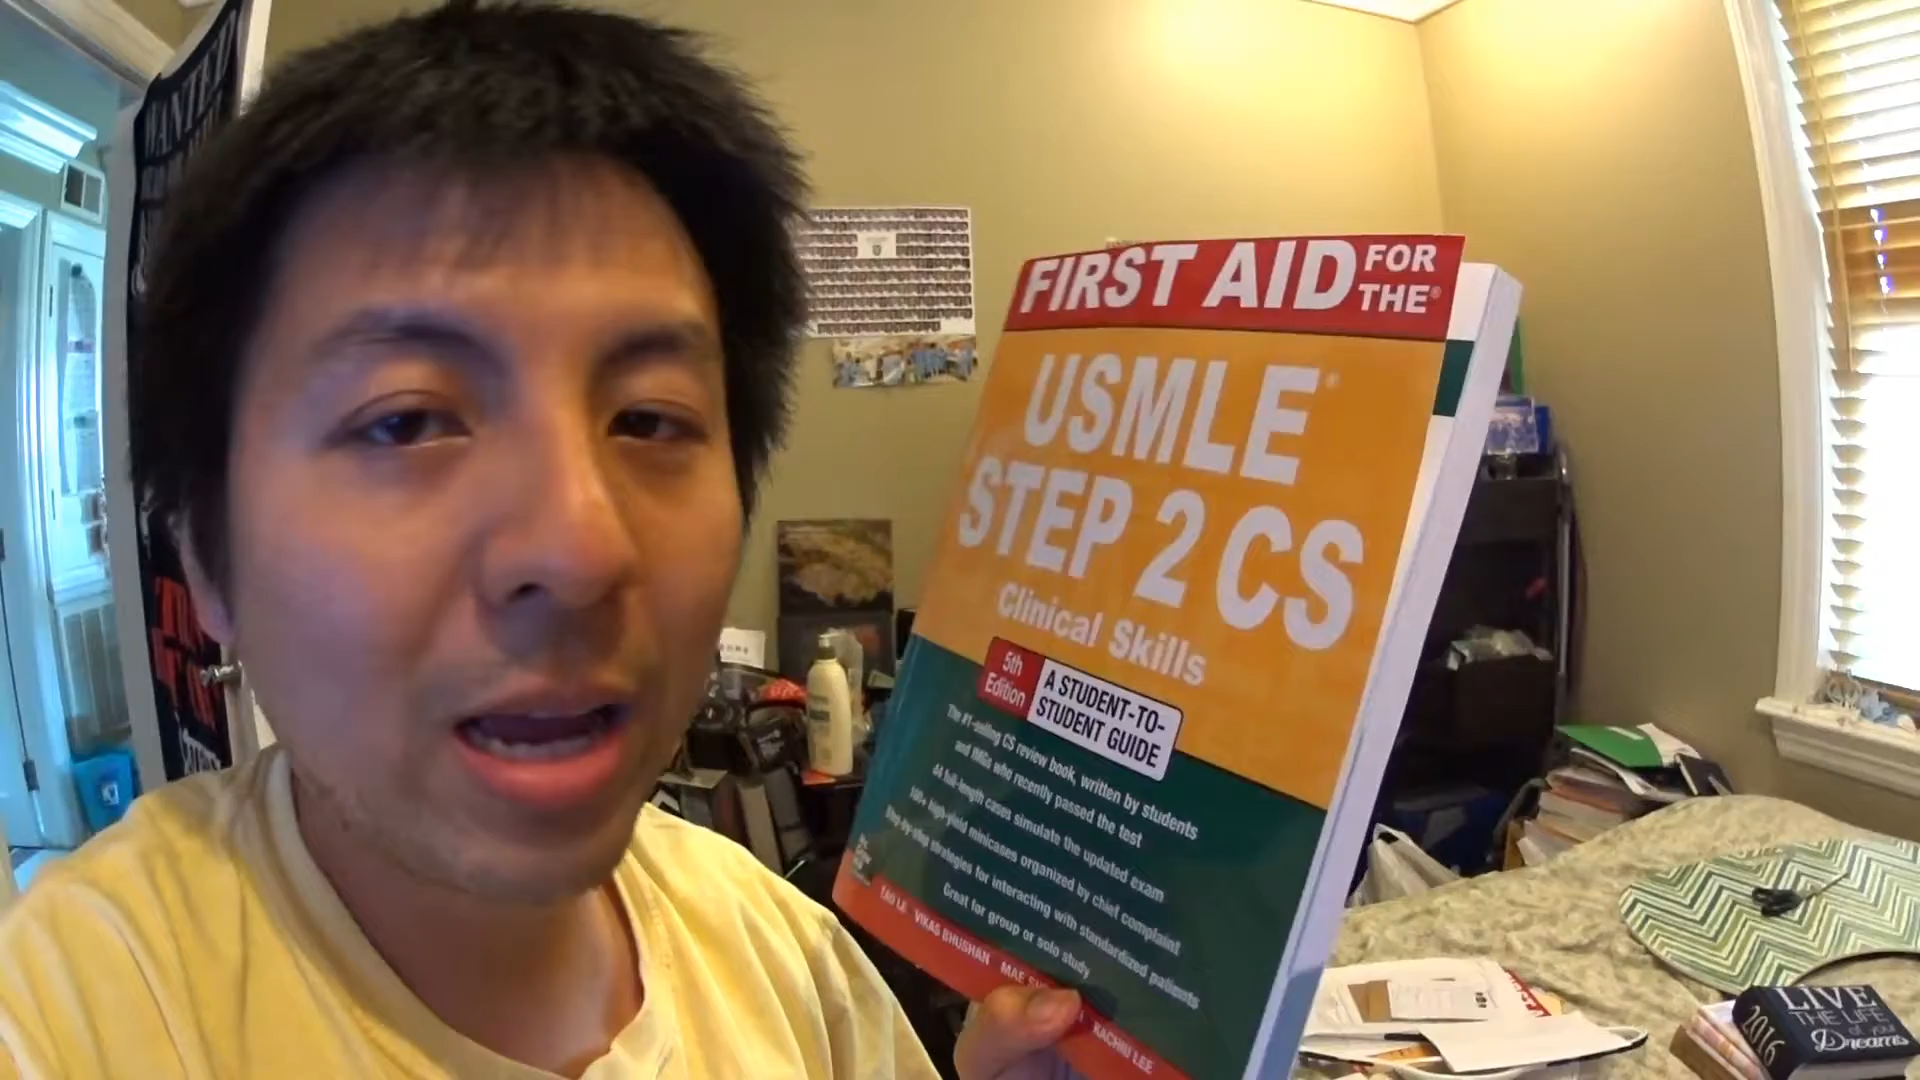 WANTED
FIRST AID FOR THE®
USMLE®
STEP 2 CS
Clinical Skills
5th Edition
A STUDENT-TO-
STUDENT GUIDE
The #1-selling CS review book, written by students
and IMGs who recently passed the test
44 full-length cases simulate the updated exam
100+ high-yield minicases organized by chief complaint
Step-by-step strategies for interacting with standardized patients
Great for group or solo study
TAO LE VIKAS BHUSHAN MAE KACHIU LEE
LIVE
THE LIFE
of your
Dreams
2016